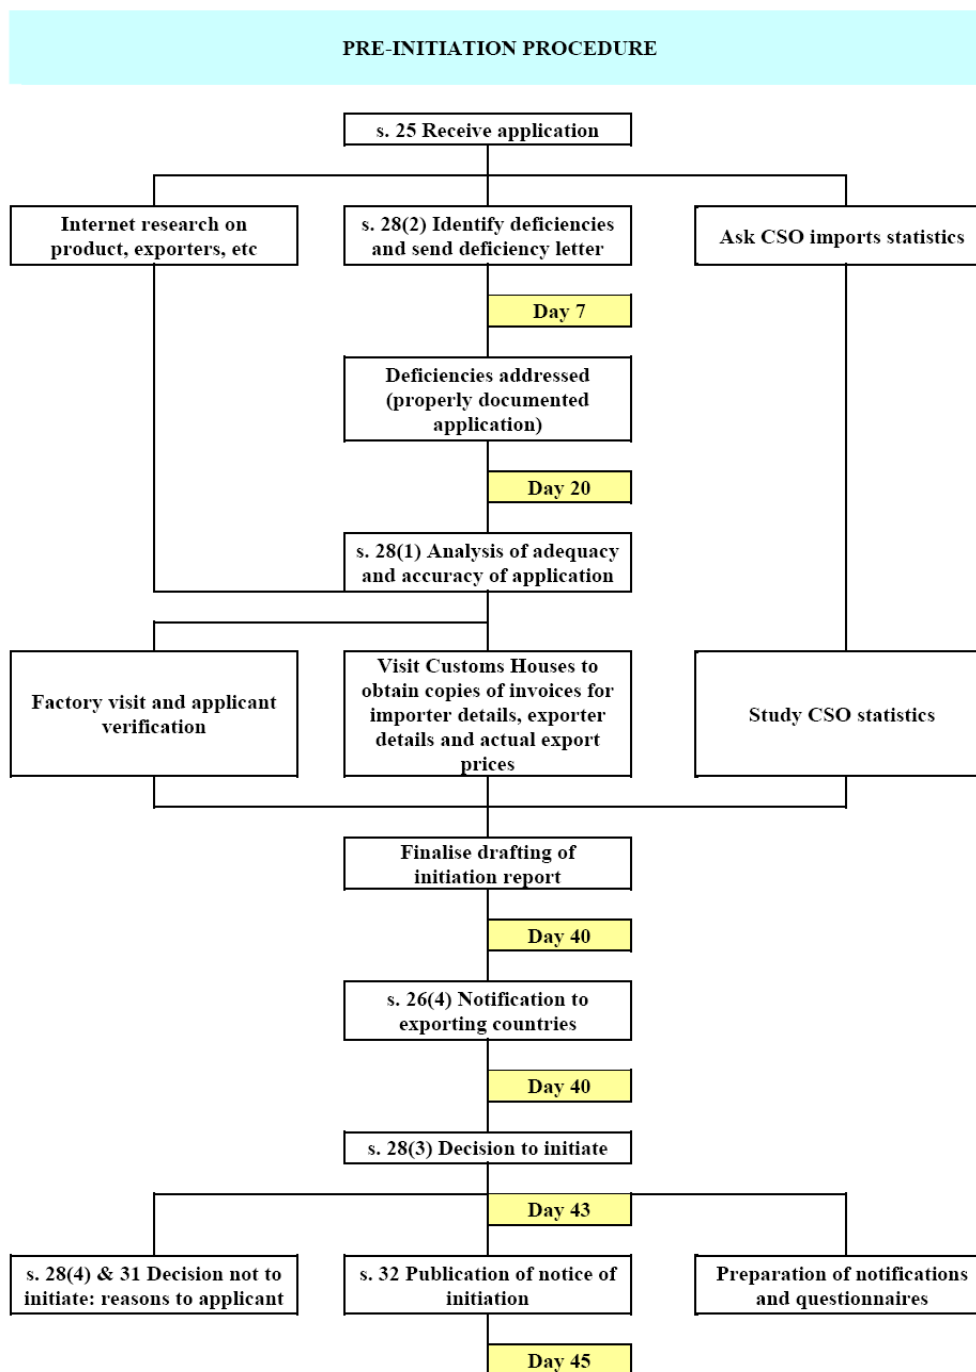 PRE-INITIATION PROCEDURE
s. 25 Receive application
Internet research on
product, exporters, etc
s. 28(2) Identify deficiencies
and send deficiency letter
Ask CSO imports statistics
Day 7
Deficiencies addressed
(properly documented
application)
Day 20
s. 28(1) Analysis of adequacy
and accuracy of application
Factory visit and applicant
verification
Visit Customs Houses to
obtain copies of invoices for
importer details, exporter
details and actual export
prices
Study CSO statistics
Finalise drafting of
initiation report
Day 40
s. 26(4) Notification to
exporting countries
Day 40
s. 28(3) Decision to initiate
Day 43
s. 28(4) & 31 Decision not to
initiate: reasons to applicant
s. 32 Publication of notice of
initiation
Preparation of notifications
and questionnaires
Day 45